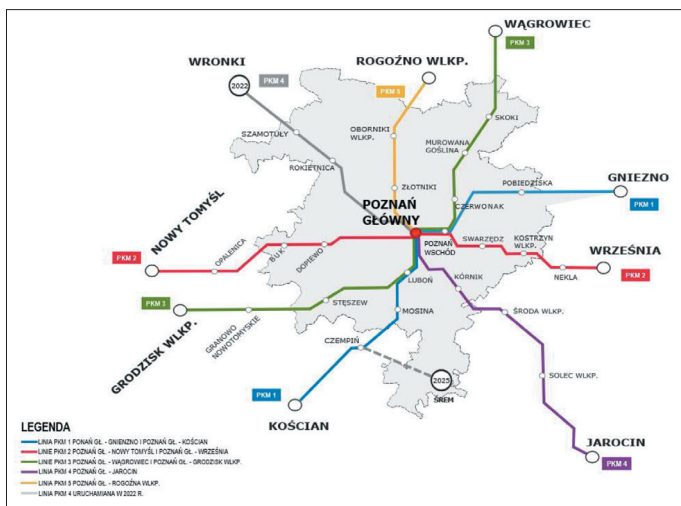 WĄGROWIEC
PKM 3
ROGOŹNO WLKP.
WRONKI
2022
PKM 4
PKM 5
SKOKI
SZAMOTUŁY
OBORNIKI
WLKP.
MUROWANA
GOŚLINA
ROKIETNICA
GNIEZNO
POBIEDZISKA
PKM 1
ZŁOTNIKI
CZERWONAK
POZNAŃ
GŁÓWNY
NOWY TOMYŚL
POZNAŃ
WSCHÓD
SWARZĘDZ
KOSTRZYN
WLKP.
WRZEŚNIA
PKM 2
OPALENICA
BUK
DOPIEWO
NEKLA
PKM 2
LUBOŃ
KÓRNIK
PKM 3
STĘSZEW
MOSINA
ŚRODA WLKP.
GRANOWO
NOWOTOMYSKIE
GRODZISK WLKP.
CZEMPIŃ
SOLEC WLKP.
2025
ŚREM
PKM 1
KOŚCIAN
JAROCIN
PKM 4
LEGENDA
LINIA PKM 1 PONAŃ GŁ. - GNIENZNO I POZNAŃ GŁ. - KOŚCIAN
LINIE PKM 2 POZNAŃ GŁ. - NOWY TOMYŚL I POZNAŃ GŁ. - WRZEŚNIA
LINIE PKM 3 POZNAŃ GŁ. - WĄGROWIEC I POZNAŃ GŁ. - GRODZISK WLKP.
LINIA PKM 4 POZNAŃ GŁ. - JAROCIN
LINIA PKM 5 POZNAŃ GŁ. - ROGOŹNA WLKP.
LINIA PKM 4 URUCHAMIANA W 2022 R.